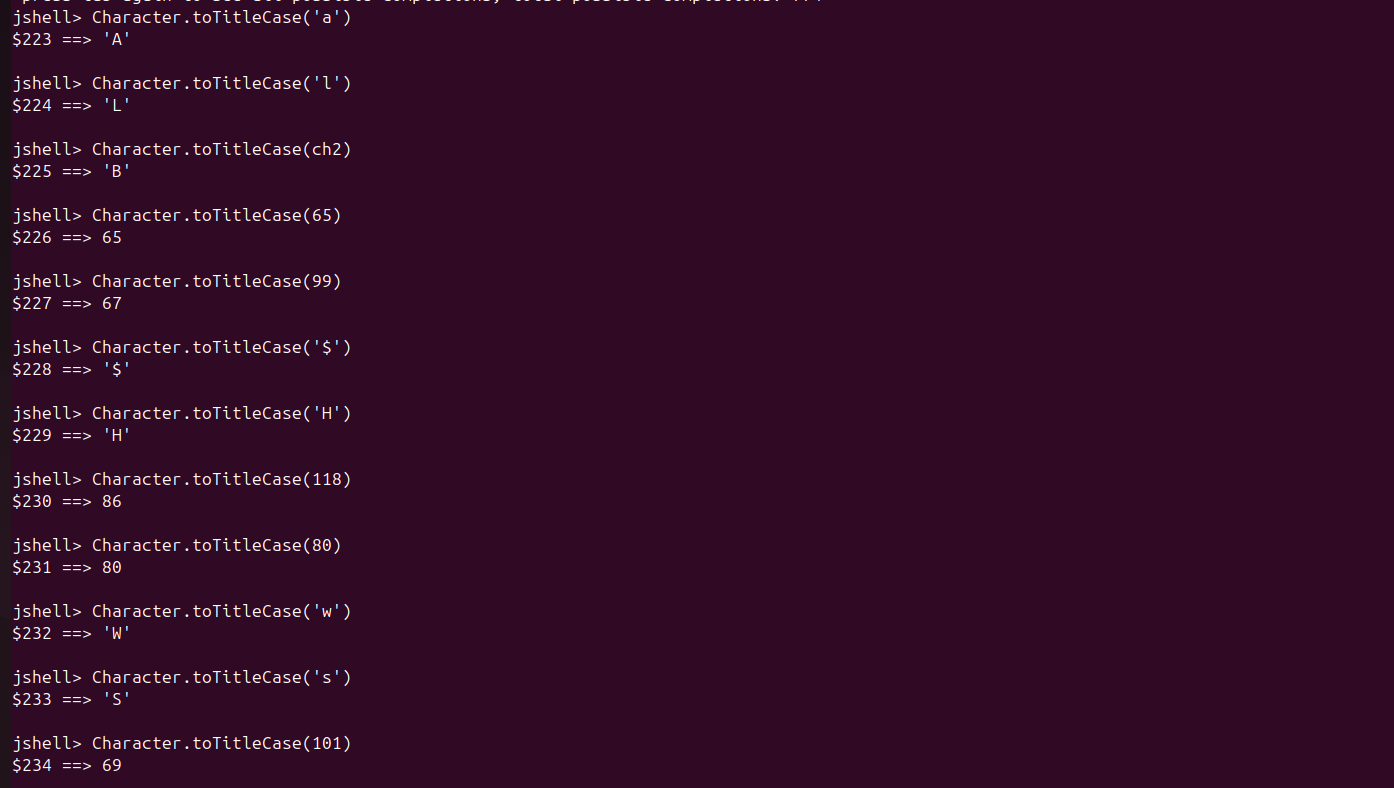 jshell> Character.toTitleCase('a')
$223 ==> 'A'
jshell> Character.toTitleCase('l')
$224 ==> 'L'
jshell> Character.toTitleCase(ch2)
$225 ==> 'B'
jshell> Character.toTitleCase(65)
$226 ==> 65
jshell> Character.toTitleCase(99)
$227 ==> 67
jshell> Character.toTitleCase('$')
$228 ==> '$'
jshell> Character.toTitleCase('H')
$229 ==> 'H'
jshell> Character.toTitleCase(118)
$230 ==> 86
jshell> Character.toTitleCase(80)
$231 ==> 80
jshell> Character.toTitleCase('w')
$232 ==> 'W'
jshell> Character.toTitleCase('s')
$233 ==> 'S'
jshell> Character.toTitleCase(101)
$234 ==> 69